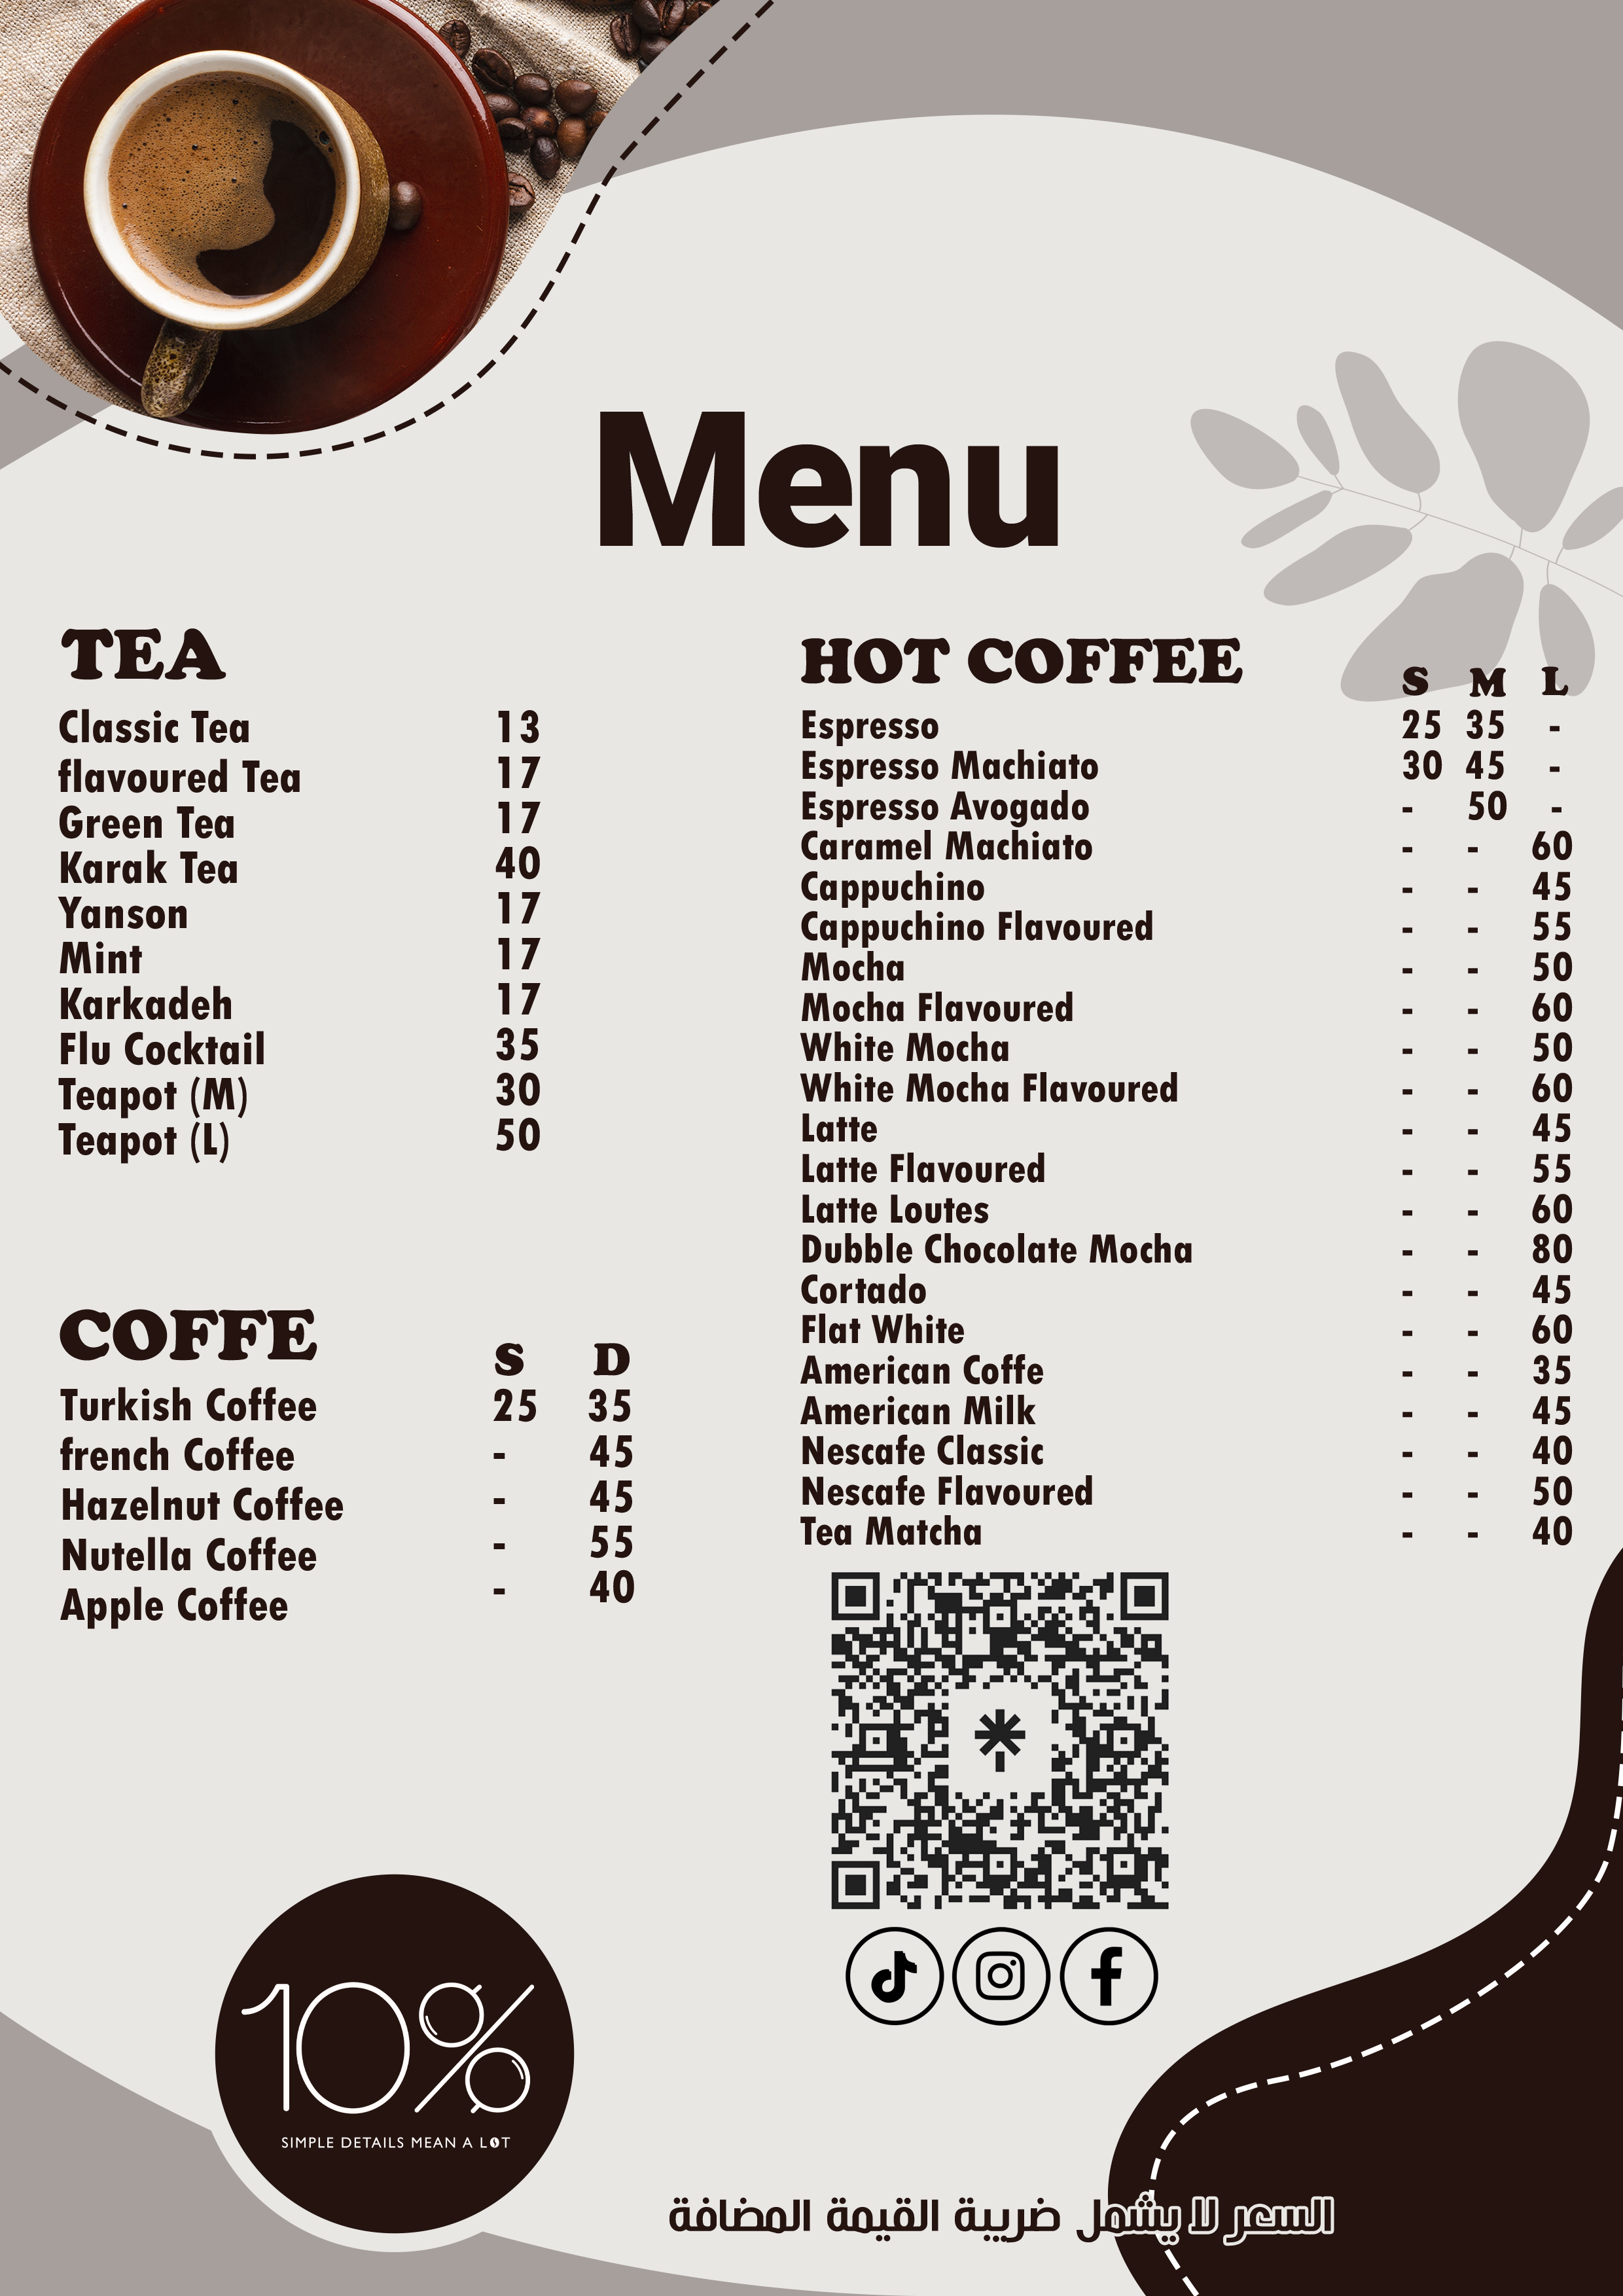 Menu
TEA
Classic Tea 13
flavoured Tea 17
Green Tea 17
Karak Tea 40
Yanson 17
Mint 17
Karkadeh 17
Flu Cocktail 35
Teapot (M) 30
Teapot (L) 50
COFFE S D
Turkish Coffee 25 35
french Coffee - 45
Hazelnut Coffee - 45
Nutella Coffee - 55
Apple Coffee - 40
HOT COFFEE S M L
Espresso 25 35 -
Espresso Machiato 30 45 -
Espresso Avogado - 50 -
Caramel Machiato - - 60
Cappuchino - - 45
Cappuchino Flavoured - - 55
Mocha - - 50
Mocha Flavoured - - 60
White Mocha - - 50
White Mocha Flavoured - - 60
Latte - - 45
Latte Flavoured - - 55
Latte Loutes - - 60
Dubble Chocolate Mocha - - 80
Cortado - - 45
Flat White - - 60
American Coffe - - 35
American Milk - - 45
Nescafe Classic - - 40
Nescafe Flavoured - - 50
Tea Matcha - - 40
10%
SIMPLE DETAILS MEAN A LOT
السعر لا يشمل ضريبة القيمة المضافة